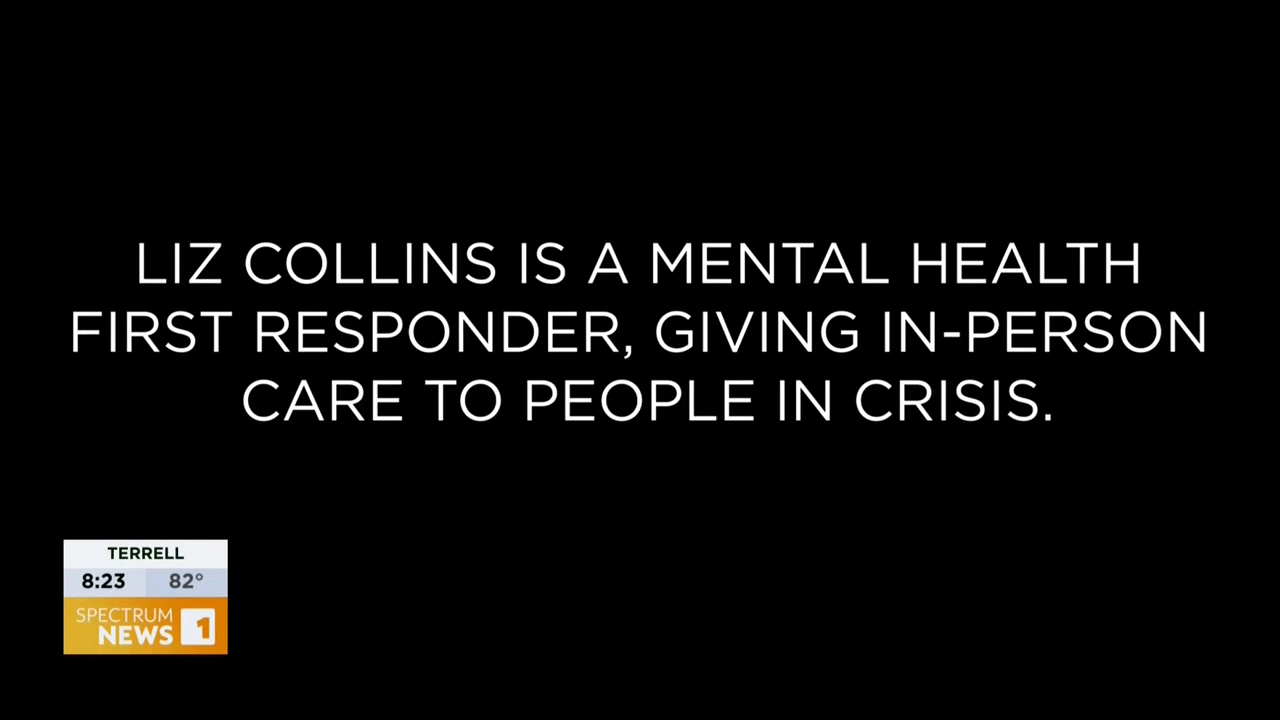 LIZ COLLINS IS A MENTAL HEALTH
FIRST RESPONDER, GIVING IN-PERSON
CARE TO PEOPLE IN CRISIS.
TERRELL
8:23 82°
SPECTRUM
NEWS 1